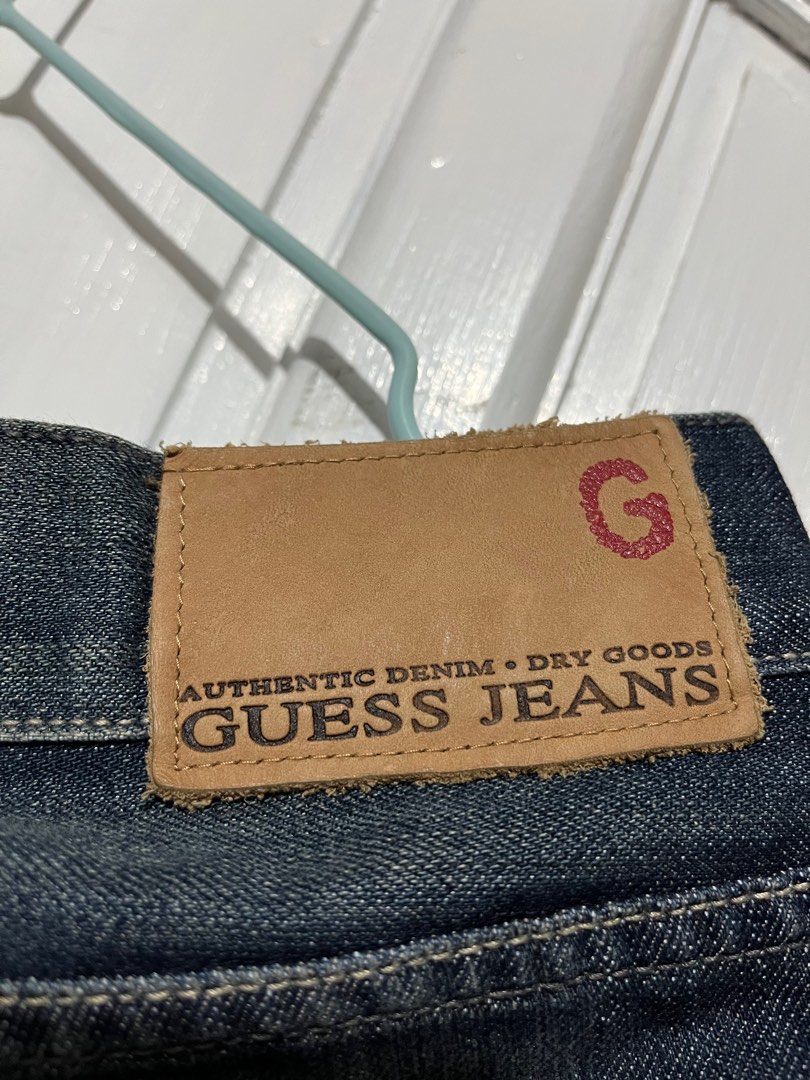 G
AUTHENTIC DENIM • DRY GOODS
GUESS JEANS